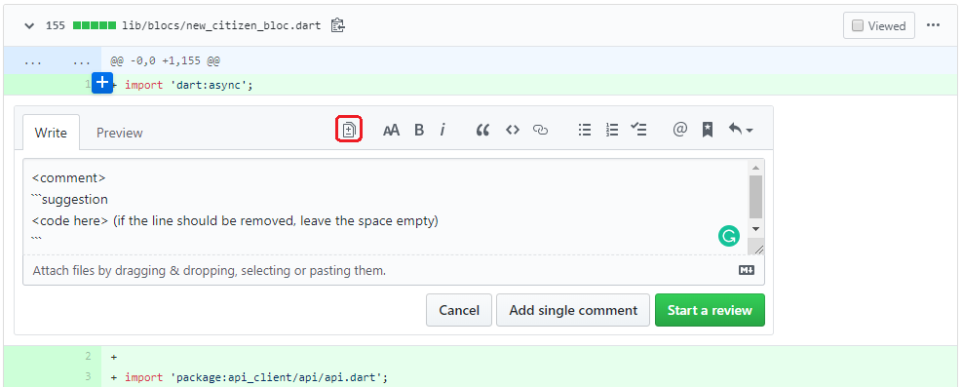 155 lib/blocs/new_citizen_bloc.dart Viewed ...
... ... @@ -0,0 +1,155 @@
1 + import 'dart:async';
Write Preview AA B i “ <> @
<comment>
```suggestion
<code here> (if the line should be removed, leave the space empty)
```
G
Attach files by dragging & dropping, selecting or pasting them. M↓
Cancel Add single comment Start a review
2 +
3 + import 'package:api_client/api/api.dart';